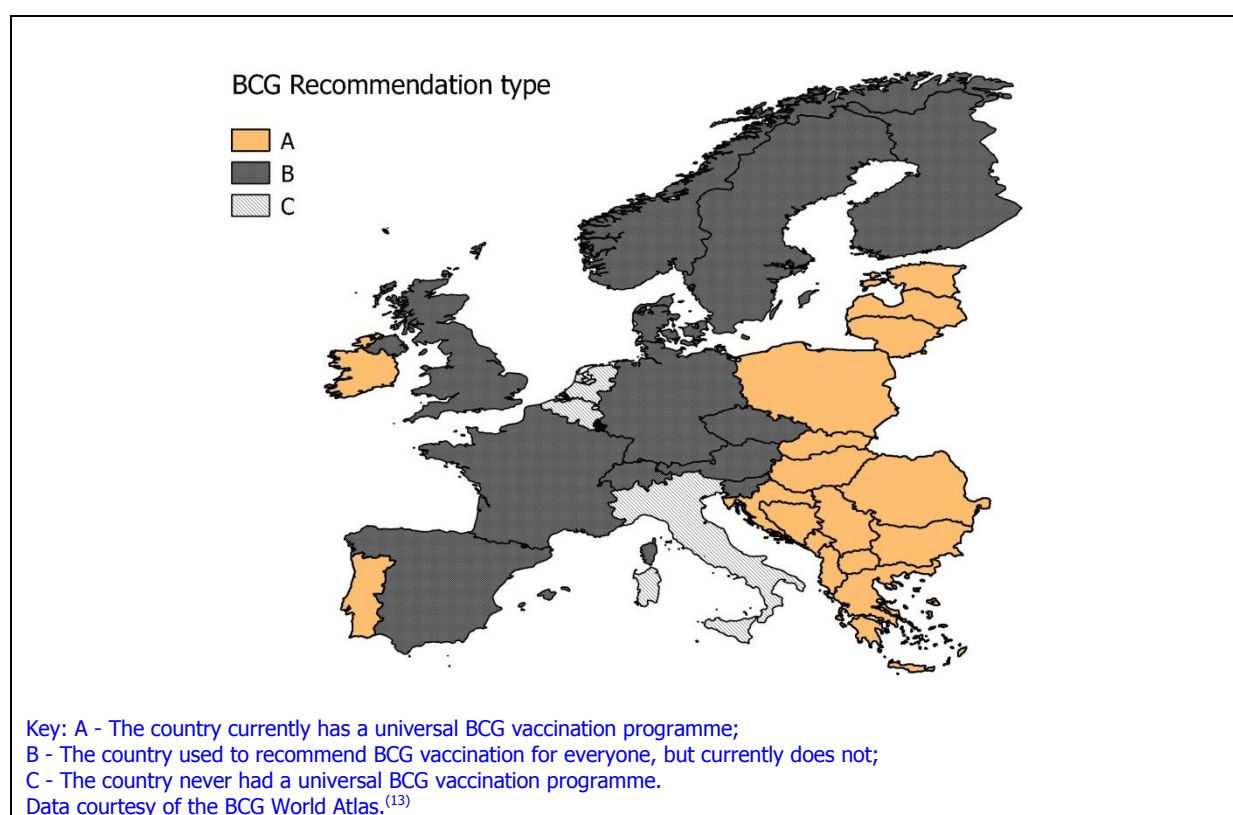 BCG Recommendation type
A
B
C
Key: A - The country currently has a universal BCG vaccination programme;
B - The country used to recommend BCG vaccination for everyone, but currently does not;
C - The country never had a universal BCG vaccination programme.
Data courtesy of the BCG World Atlas.(13)